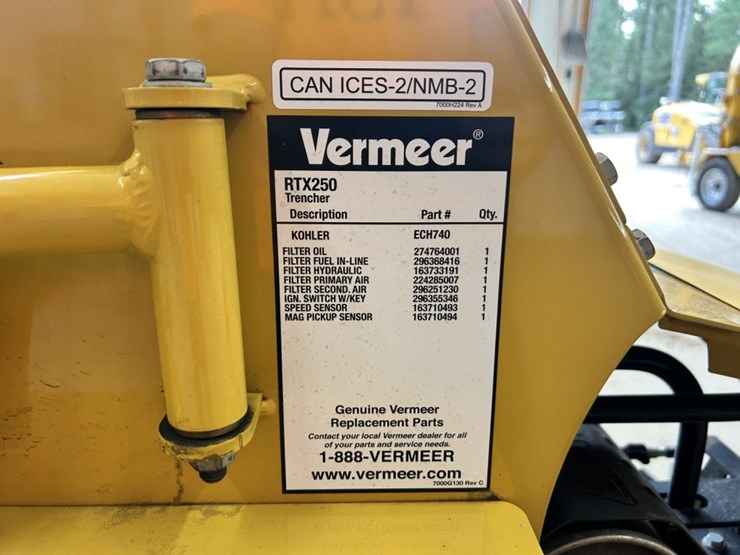 CAN ICES-2/NMB-2
7000H224 Rev A
Vermeer®
RTX250
Trencher
Description Part # Qty.
KOHLER ECH740
FILTER OIL 274764001 1
FILTER FUEL IN-LINE 296368416 1
FILTER HYDRAULIC 163733191 1
FILTER PRIMARY AIR 224285007 1
FILTER SECOND. AIR 296251230 1
IGN. SWITCH W/KEY 296355346 1
SPEED SENSOR 163710493 1
MAG PICKUP SENSOR 163710494 1
Genuine Vermeer
Replacement Parts
Contact your local Vermeer dealer for all
of your parts and service needs.
1-888-VERMEER
www.vermeer.com
7000G130 Rev C